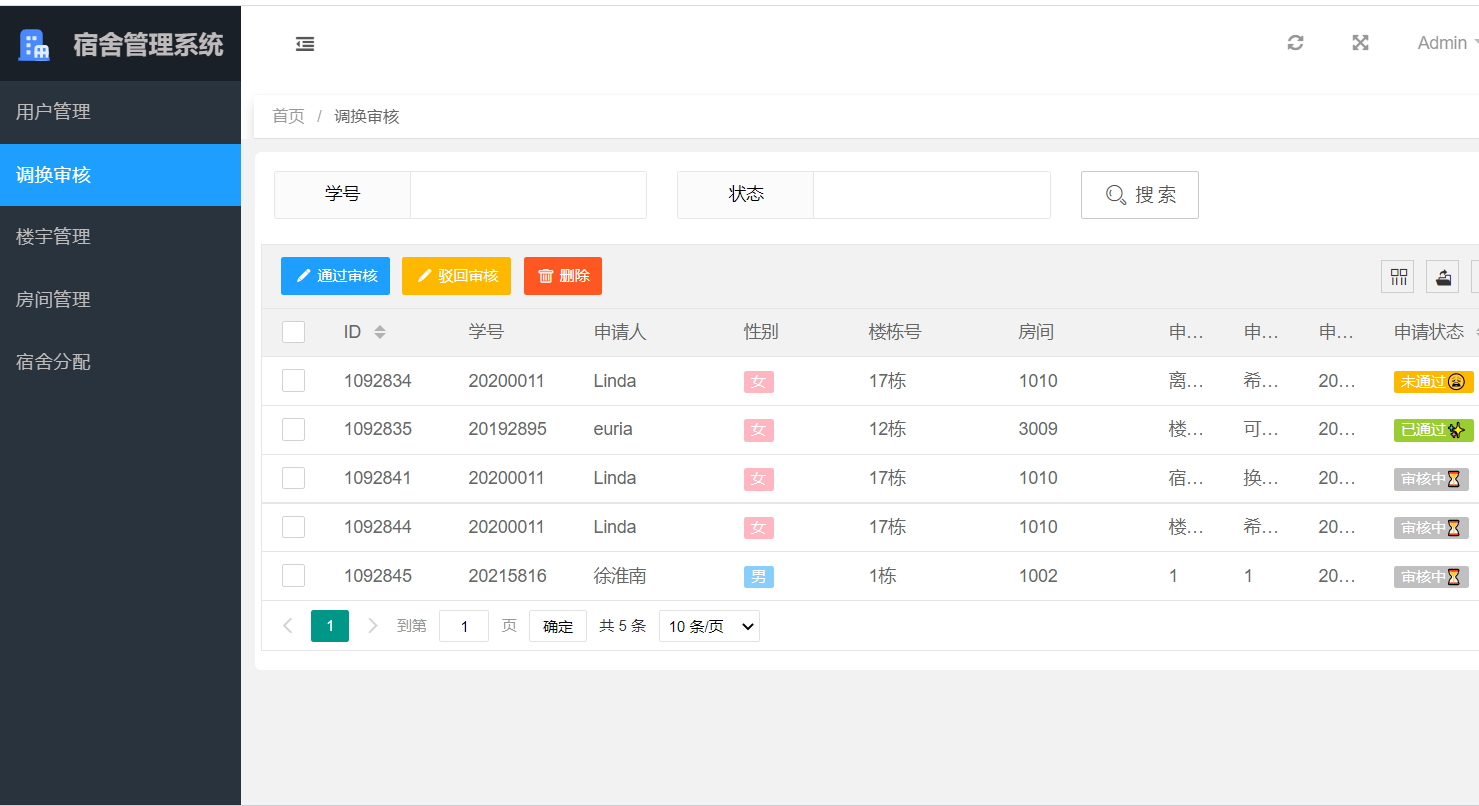 宿舍管理系统
Admin
用户管理
调换审核
楼宇管理
房间管理
宿舍分配
首页 / 调换审核
学号 状态 搜 索
通过审核 驳回审核 删除
ID 学号 申请人 性别 楼栋号 房间 申... 申... 申... 申请状态
1092834 20200011 Linda 女 17栋 1010 离... 希... 20... 未通过😩
1092835 20192895 euria 女 12栋 3009 楼... 可... 20... 已通过✨
1092841 20200011 Linda 女 17栋 1010 宿... 换... 20... 审核中⏳
1092844 20200011 Linda 女 17栋 1010 楼... 希... 20... 审核中⏳
1092845 20215816 徐淮南 男 1栋 1002 1 1 20... 审核中⏳
1 到第 1 页 确定 共 5 条 10 条/页